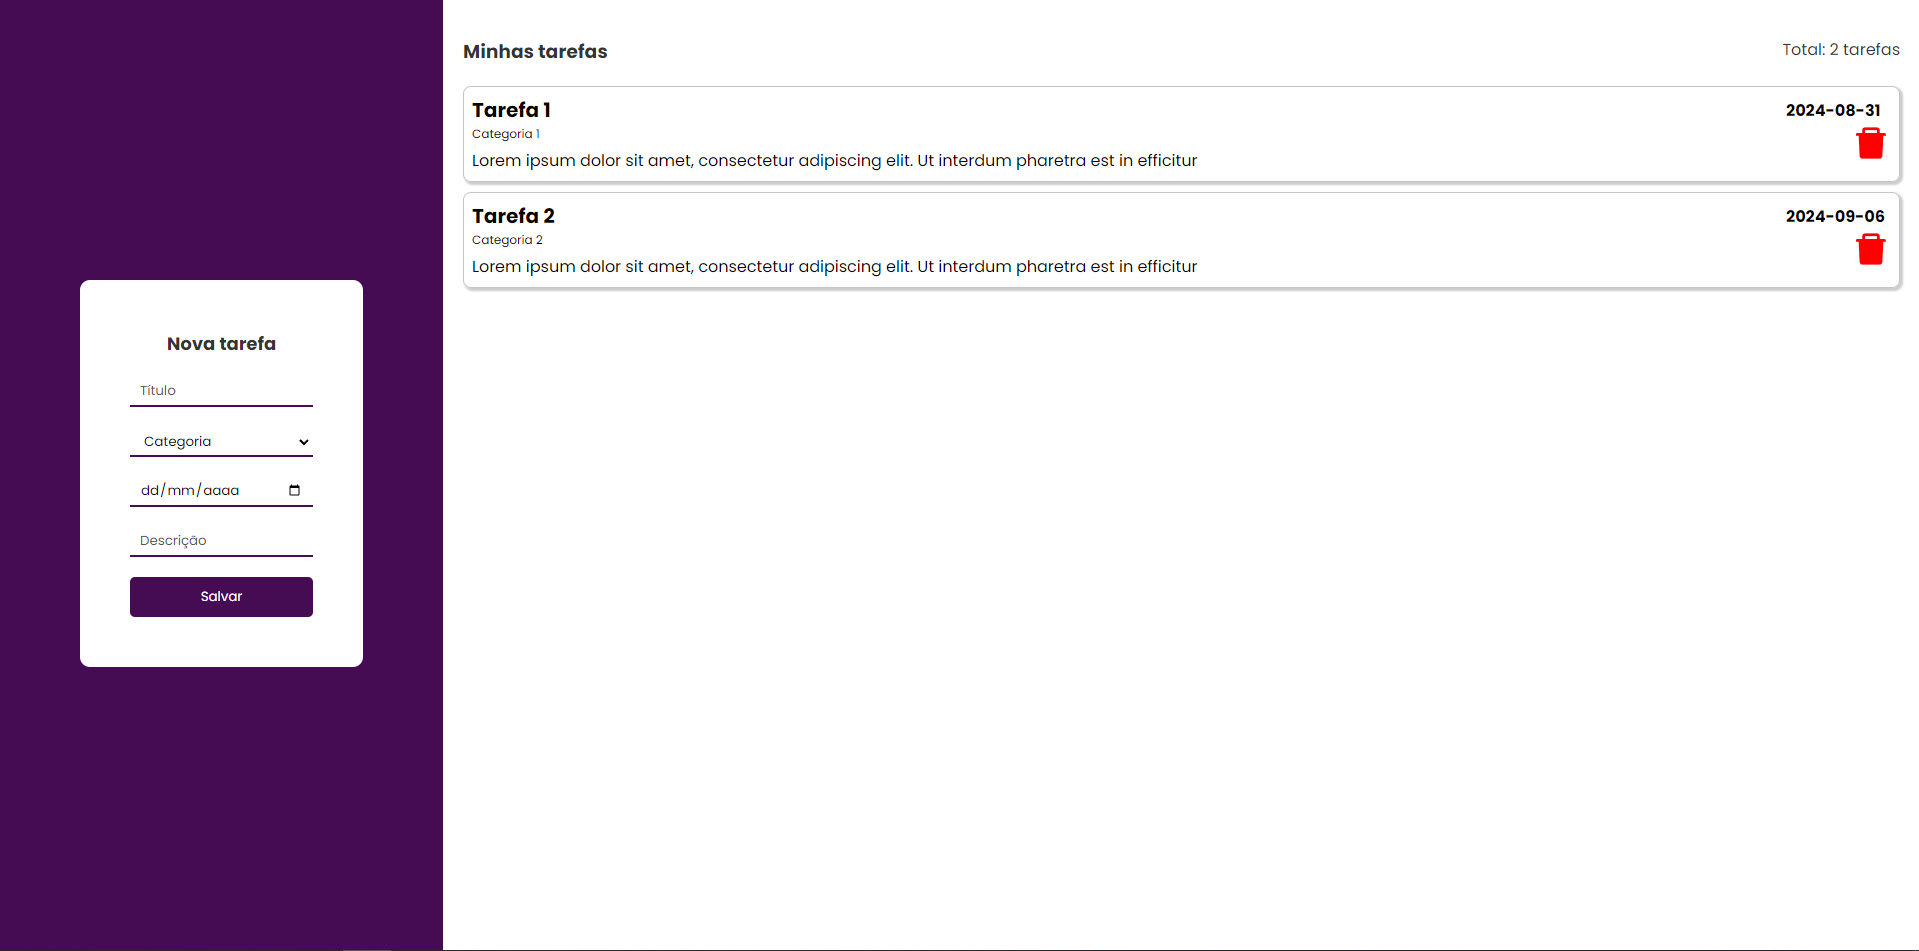 Nova tarefa
Título
Categoria
dd/mm/aaaa
Descrição
Salvar
Minhas tarefas
Total: 2 tarefas
Tarefa 1
2024-08-31
Categoria 1
Lorem ipsum dolor sit amet, consectetur adipiscing elit. Ut interdum pharetra est in efficitur
Tarefa 2
2024-09-06
Categoria 2
Lorem ipsum dolor sit amet, consectetur adipiscing elit. Ut interdum pharetra est in efficitur